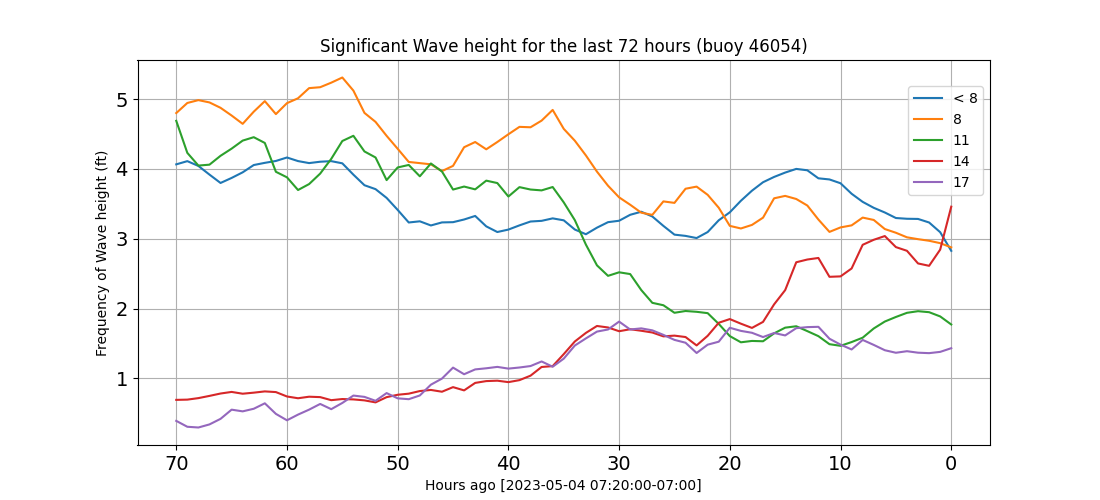 Significant Wave height for the last 72 hours (buoy 46054)
Frequency of Wave height (ft)
5
4
3
2
1
< 8
8
11
14
17
70 60 50 40 30 20 10 0
Hours ago [2023-05-04 07:20:00-07:00]